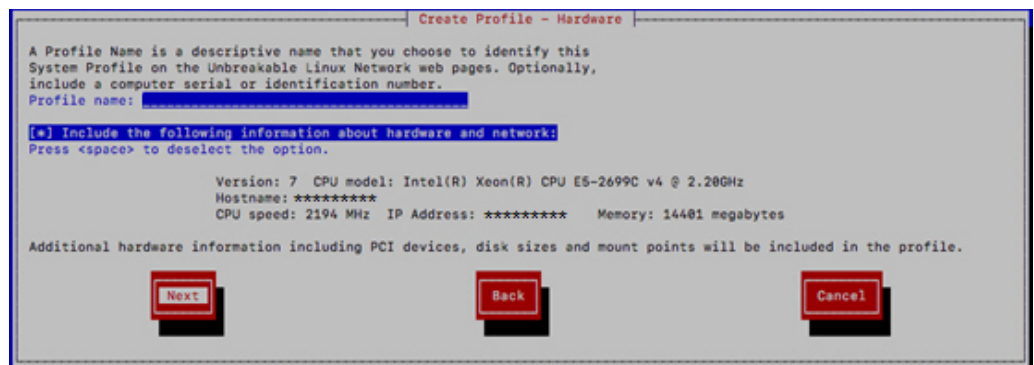 Create Profile - Hardware
A Profile Name is a descriptive name that you choose to identify this
System Profile on the Unbreakable Linux Network web pages. Optionally,
include a computer serial or identification number.
Profile name:
[*] Include the following information about hardware and network:
Press <space> to deselect the option.
Version: 7 CPU model: Intel(R) Xeon(R) CPU E5-2699C v4 @ 2.20GHz
Hostname: *********
CPU speed: 2194 MHz IP Address: ********* Memory: 14401 megabytes
Additional hardware information including PCI devices, disk sizes and mount points will be included in the profile.
Next Back Cancel